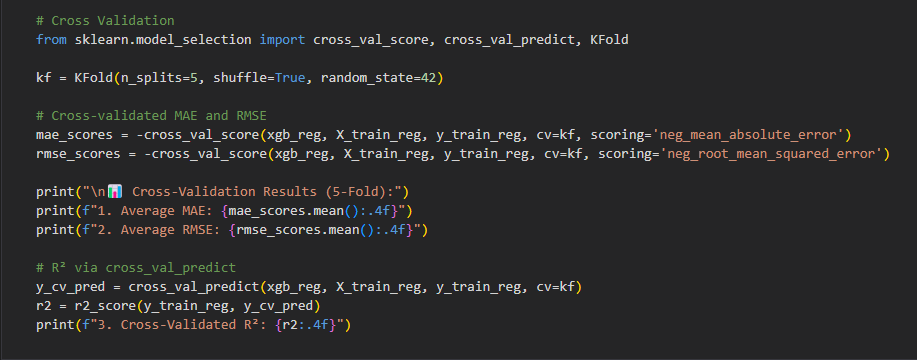 # Cross Validation
from sklearn.model_selection import cross_val_score, cross_val_predict, KFold
kf = KFold(n_splits=5, shuffle=True, random_state=42)
# Cross-validated MAE and RMSE
mae_scores = -cross_val_score(xgb_reg, X_train_reg, y_train_reg, cv=kf, scoring='neg_mean_absolute_error')
rmse_scores = -cross_val_score(xgb_reg, X_train_reg, y_train_reg, cv=kf, scoring='neg_root_mean_squared_error')
print("\n📊 Cross-Validation Results (5-Fold):")
print(f"1. Average MAE: {mae_scores.mean():.4f}")
print(f"2. Average RMSE: {rmse_scores.mean():.4f}")
# R² via cross_val_predict
y_cv_pred = cross_val_predict(xgb_reg, X_train_reg, y_train_reg, cv=kf)
r2 = r2_score(y_train_reg, y_cv_pred)
print(f"3. Cross-Validated R²: {r2:.4f}")